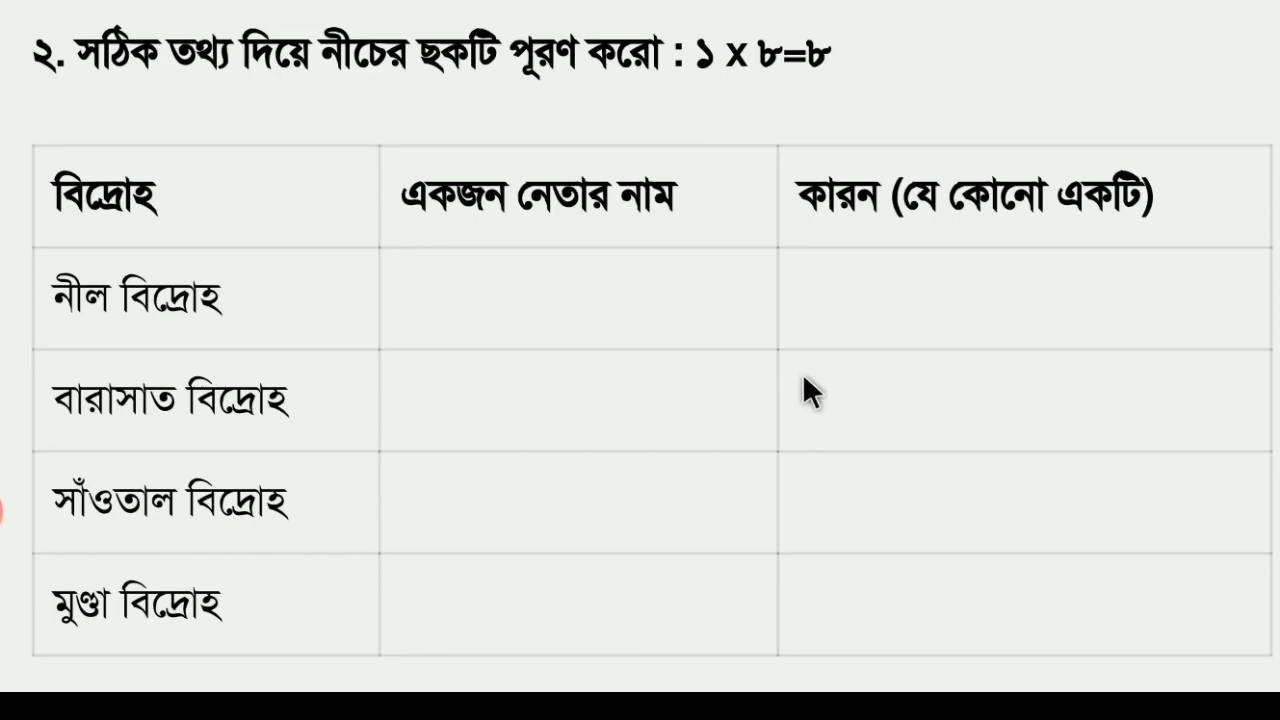 ২. সঠিক তথ্য দিয়ে নীচের ছকটি পূরণ করো : ১ x ৮=৮
বিদ্রোহ একজন নেতার নাম কারন (যে কোনো একটি)
নীল বিদ্রোহ
বারাসাত বিদ্রোহ
সাঁওতাল বিদ্রোহ
মুণ্ডা বিদ্রোহ